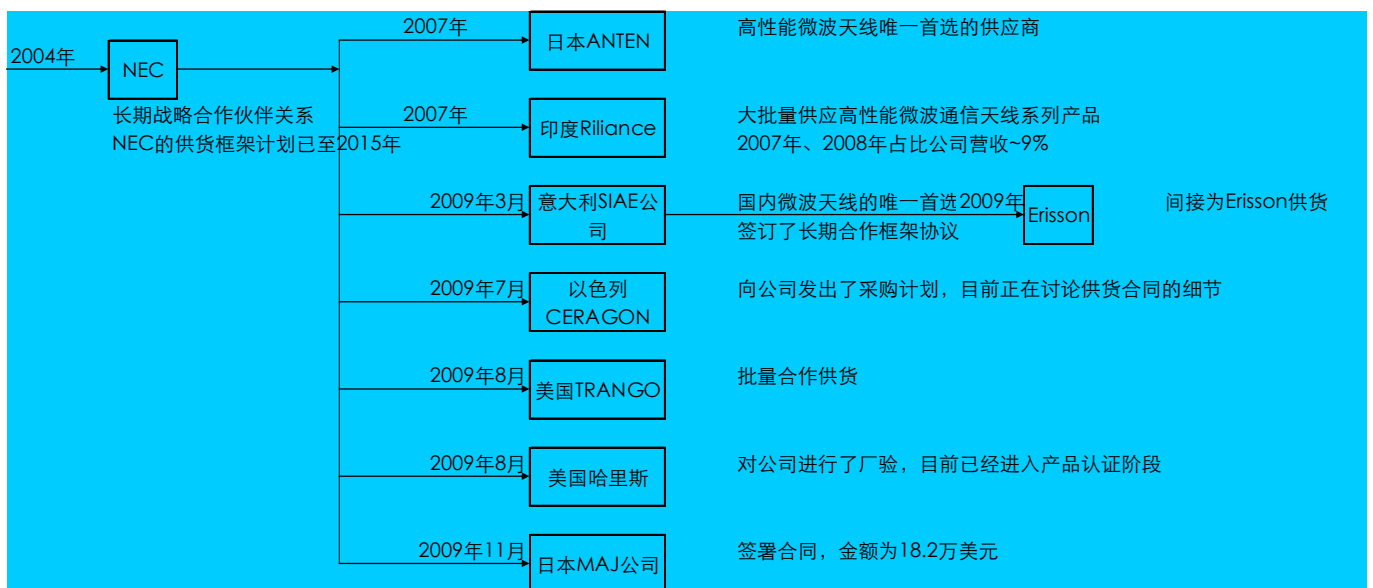 2004年
NEC
长期战略合作伙伴关系
NEC的供货框架计划已至2015年
2007年
日本ANTEN
高性能微波天线唯一首选的供应商
2007年
印度Riliance
大批量供应高性能微波通信天线系列产品
2007年、2008年占比公司营收~9%
2009年3月
意大利SIAE公
司
国内微波天线的唯一首选2009年
签订了长期合作框架协议
Erisson
间接为Erisson供货
2009年7月
以色列
CERAGON
向公司发出了采购计划，目前正在讨论供货合同的细节
2009年8月
美国TRANGO
批量合作供货
2009年8月
美国哈里斯
对公司进行了厂验，目前已经进入产品认证阶段
2009年11月
日本MAJ公司
签署合同，金额为18.2万美元